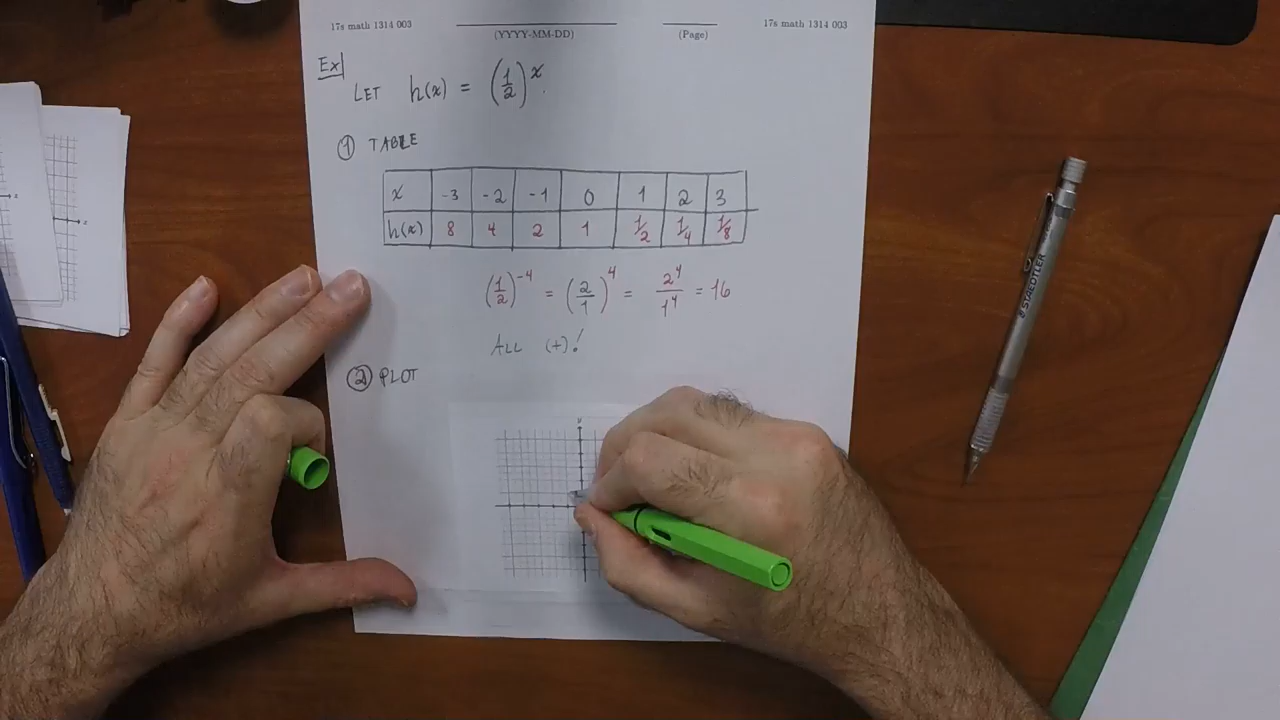 17s math 1314 003 (YYYY-MM-DD) (Page) 17s math 1314 003
Ex
LET h(x) = (1/2)^x.
① TABLE
x -3 -2 -1 0 1 2 3
h(x) 8 4 2 1 1/2 1/4 1/8
(1/2)^-4 = (2/1)^4 = 2^4/1^4 = 16
ALL (+)!
② PLOT
y
x
STAEDTLER